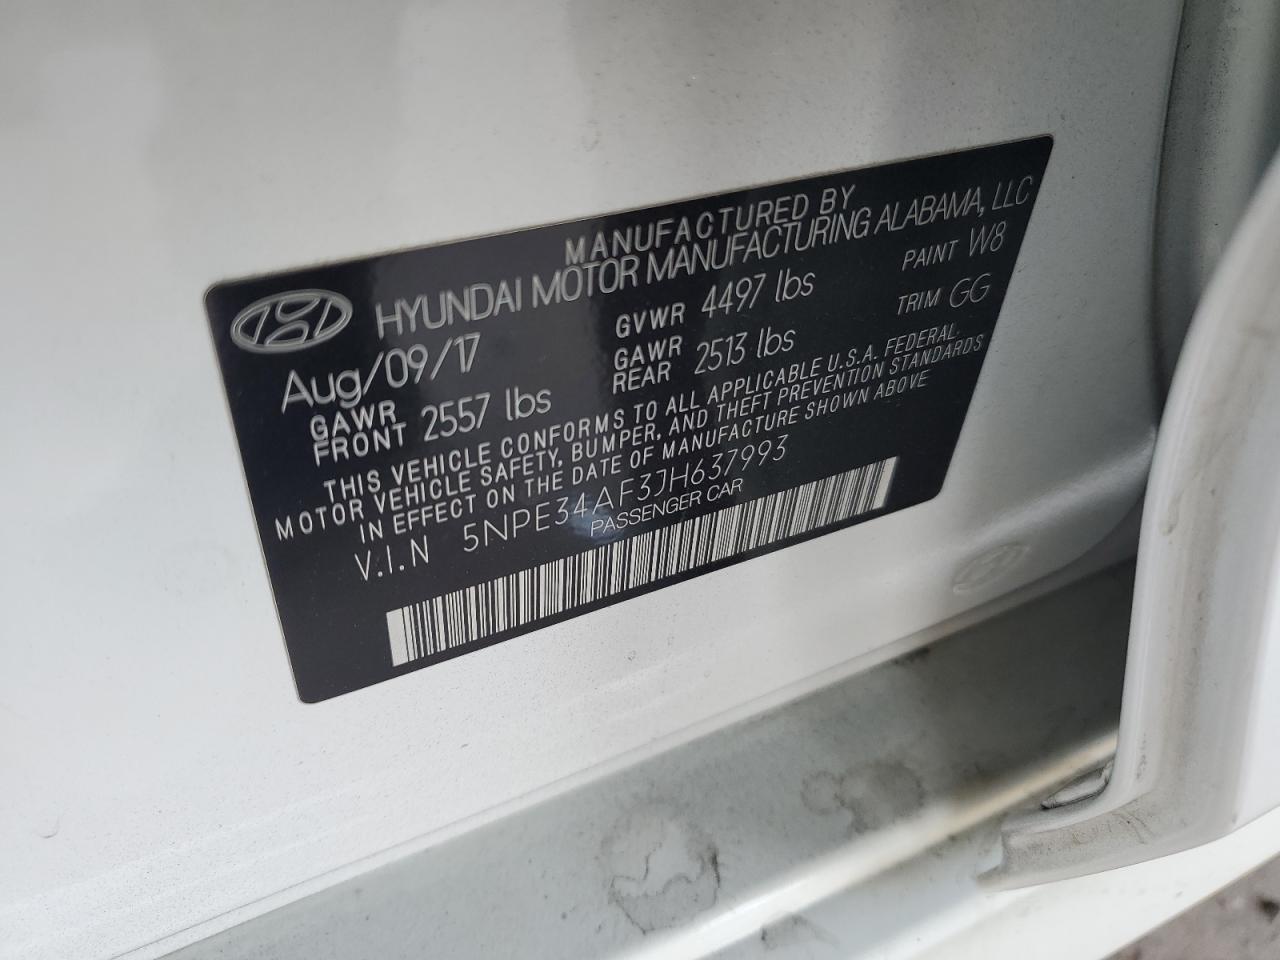 MANUFACTURED BY
HYUNDAI MOTOR MANUFACTURING ALABAMA, LLC
Aug/09/17 GVWR 4497 lbs PAINT W8
GAWR FRONT 2557 lbs GAWR REAR 2513 lbs TRIM GG
THIS VEHICLE CONFORMS TO ALL APPLICABLE U.S.A. FEDERAL
MOTOR VEHICLE SAFETY, BUMPER, AND THEFT PREVENTION STANDARDS
IN EFFECT ON THE DATE OF MANUFACTURE SHOWN ABOVE
V.I.N 5NPE34AF3JH637993
PASSENGER CAR